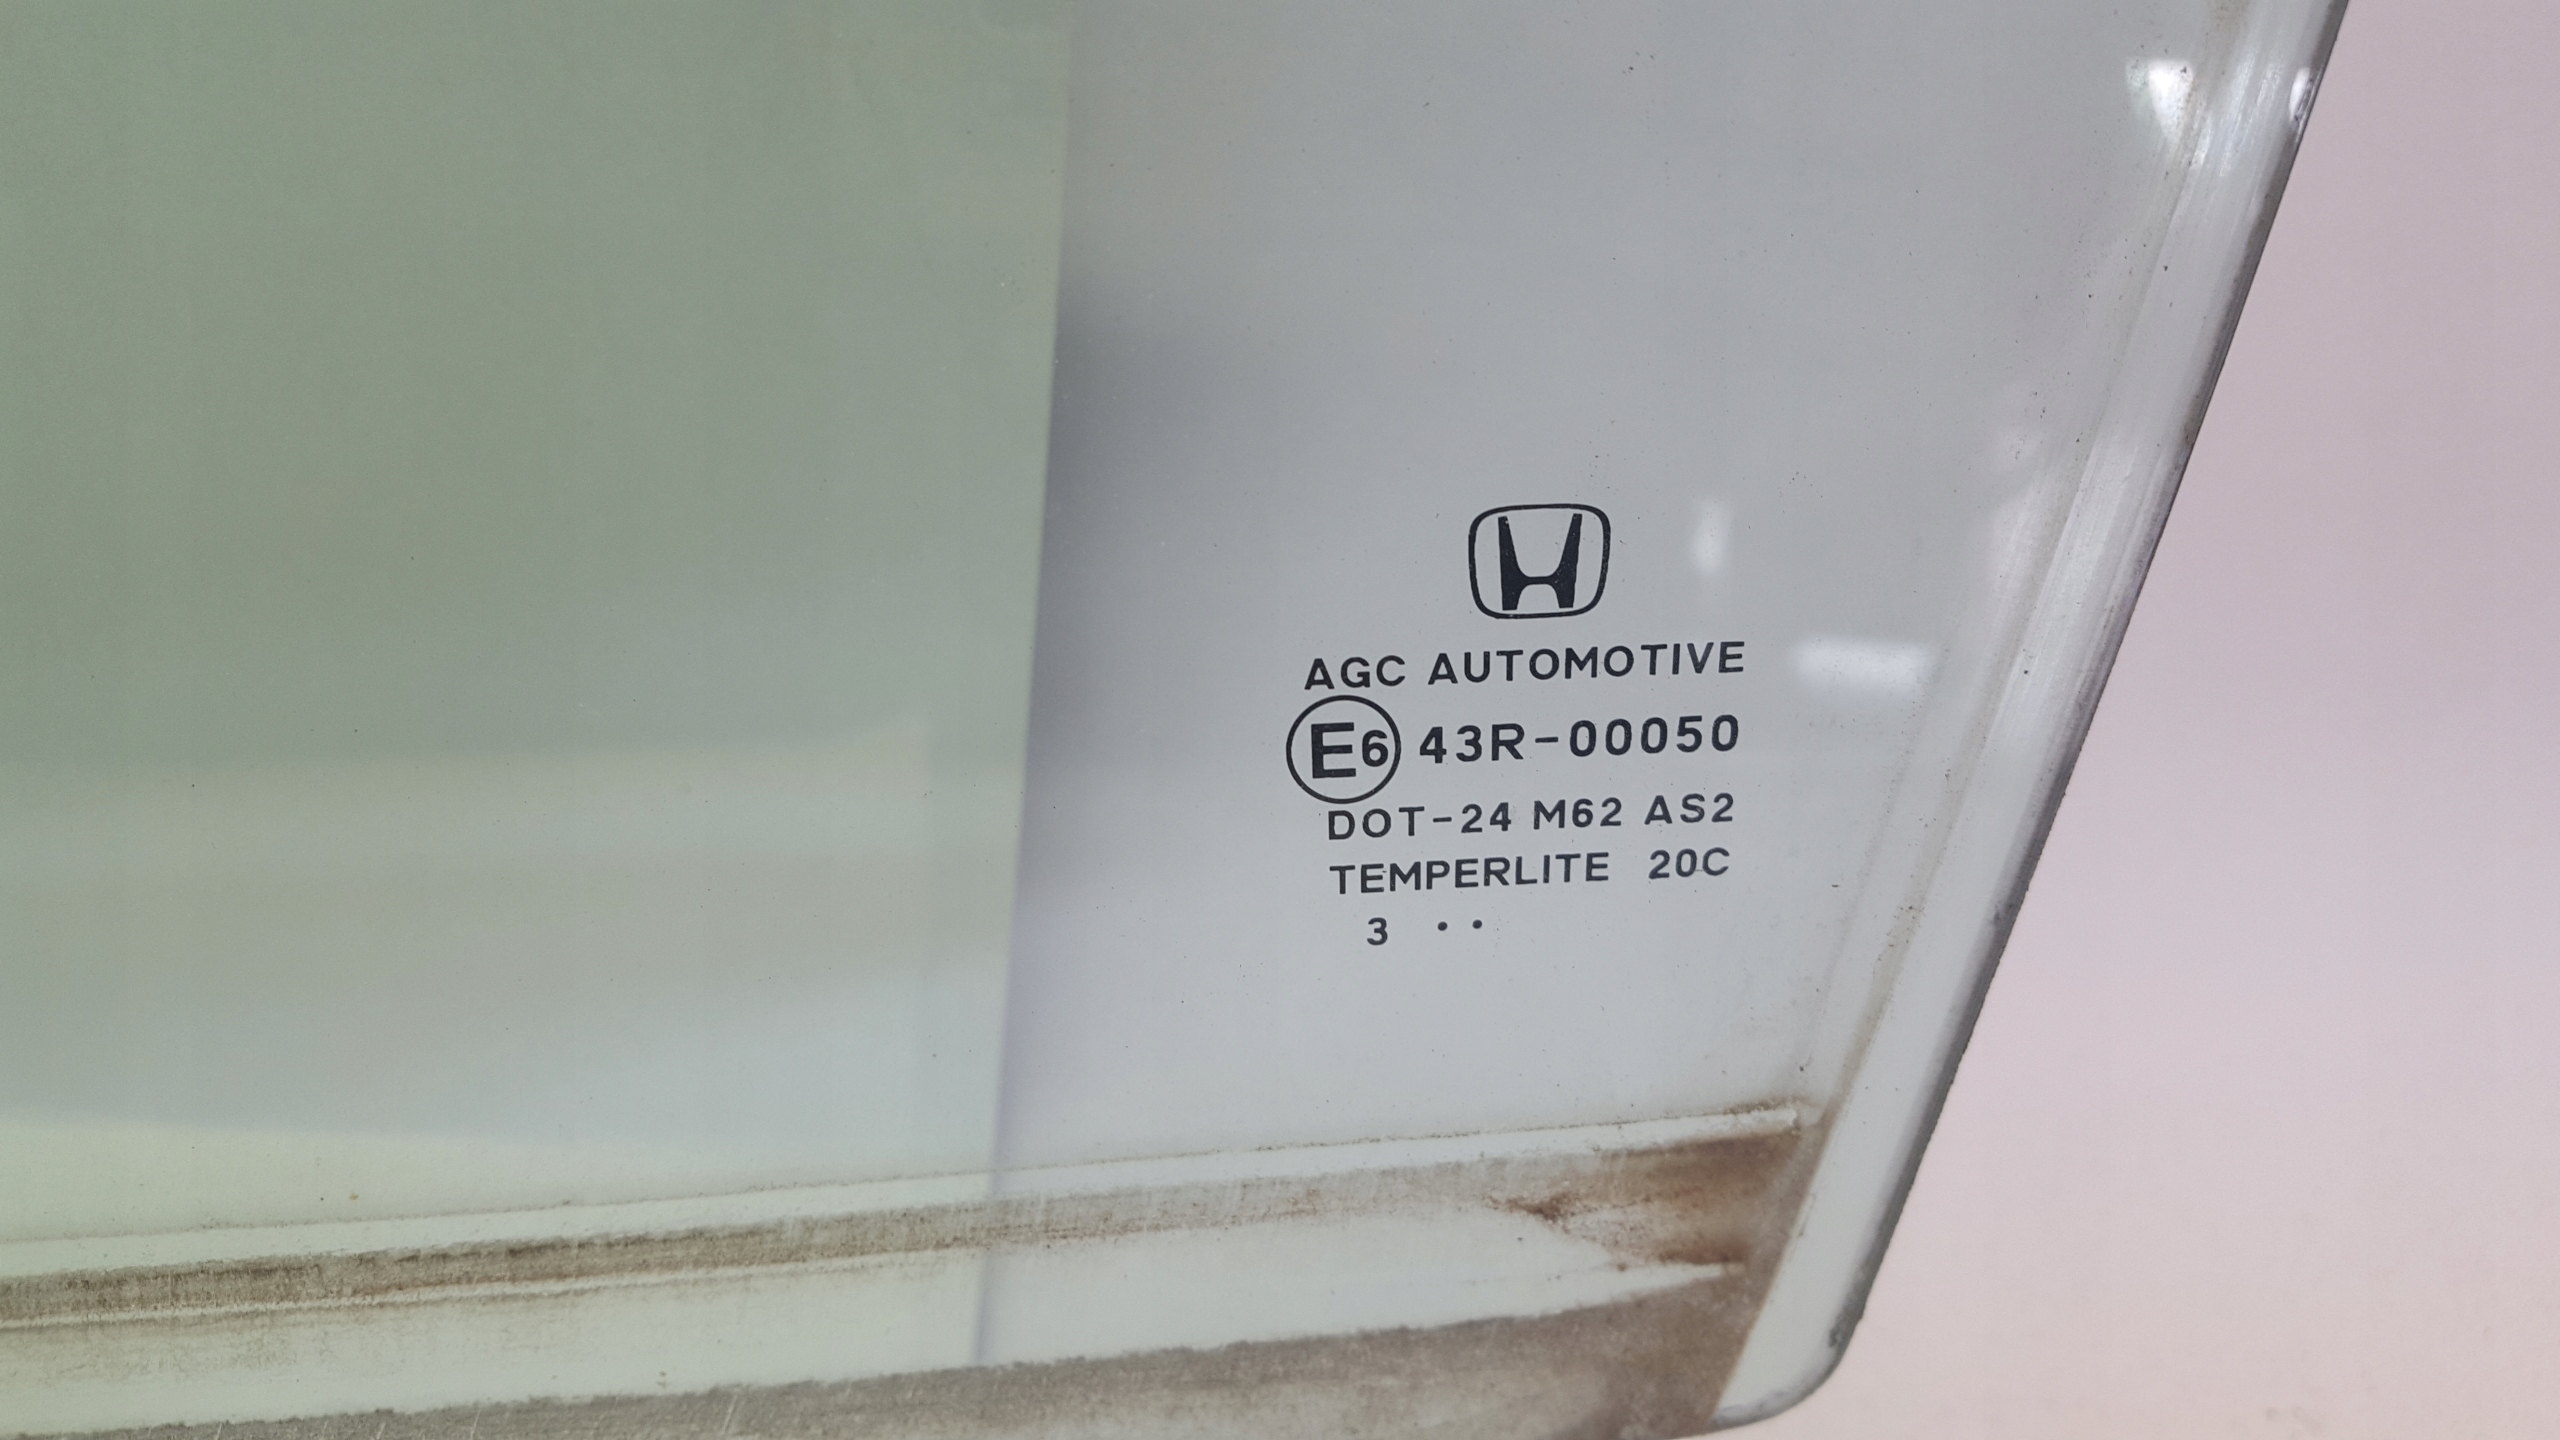 AGC AUTOMOTIVE
E6 43R-00050
DOT-24 M62 AS2
TEMPERLITE 20C
3 ··